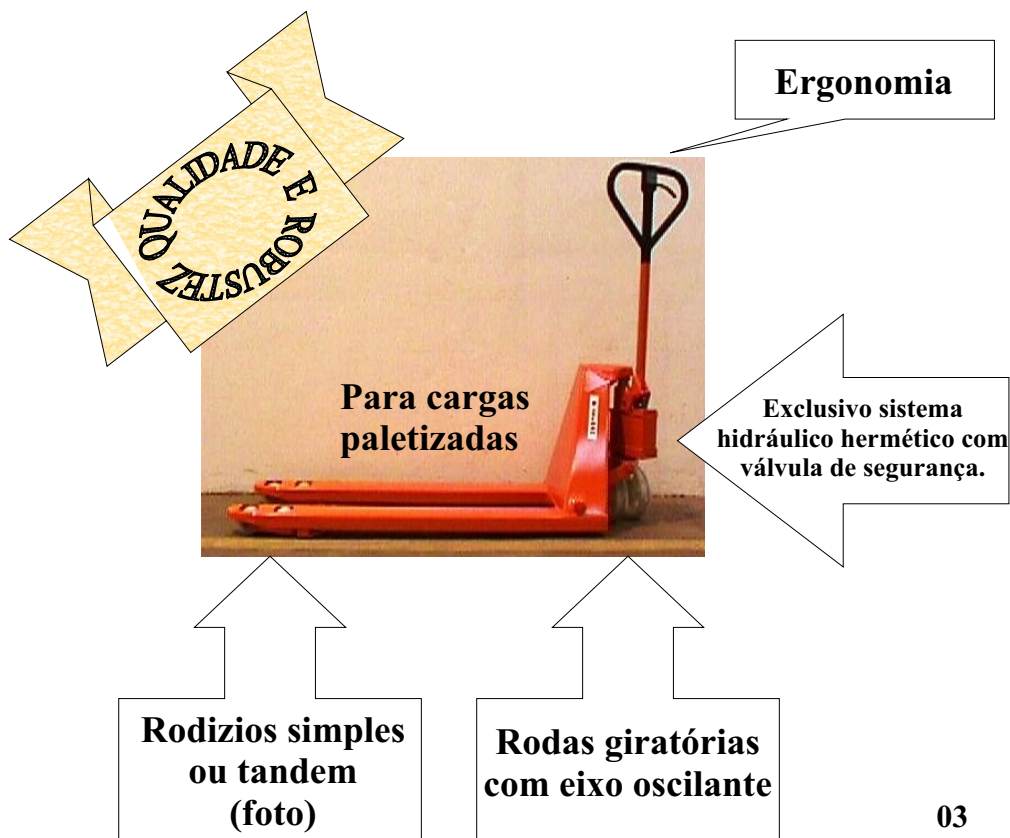 QUALIDADE E ROBUSTEZ
Ergonomia
Para cargas
paletizadas
Exclusivo sistema
hidráulico hermético com
válvula de segurança.
Rodizios simples
ou tandem
(foto)
Rodas giratórias
com eixo oscilante
03